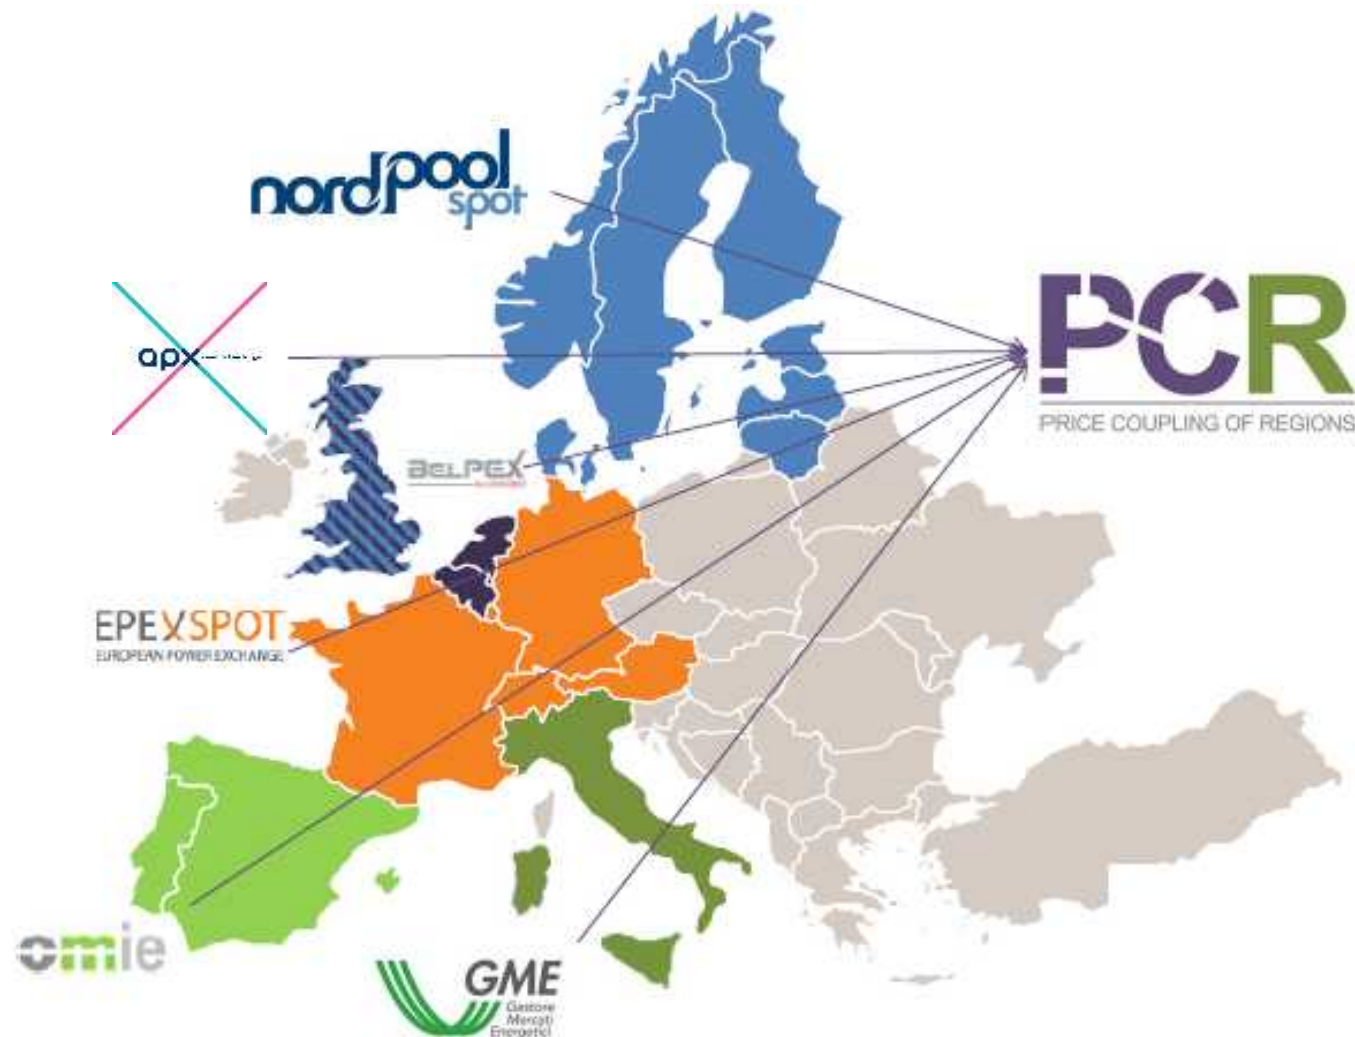 nordpool
spot
apx
PCR
PRICE COUPLING OF REGIONS
BELPEX
EPEXSPOT
EUROPEAN POWER EXCHANGE
omie
GME
Gestore
Mercati
Energetici